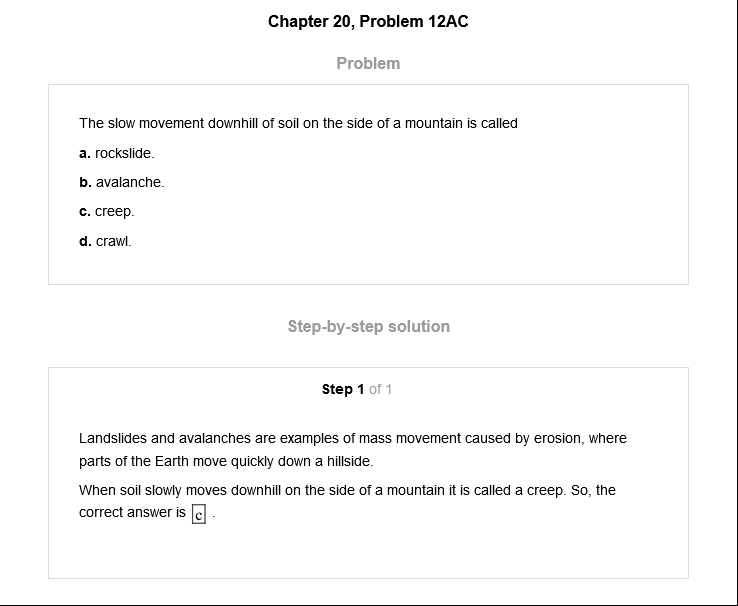 Chapter 20, Problem 12AC
Problem
The slow movement downhill of soil on the side of a mountain is called
a. rockslide.
b. avalanche.
c. creep.
d. crawl.
Step-by-step solution
Step 1 of 1
Landslides and avalanches are examples of mass movement caused by erosion, where
parts of the Earth move quickly down a hillside.
When soil slowly moves downhill on the side of a mountain it is called a creep. So, the
correct answer is c .